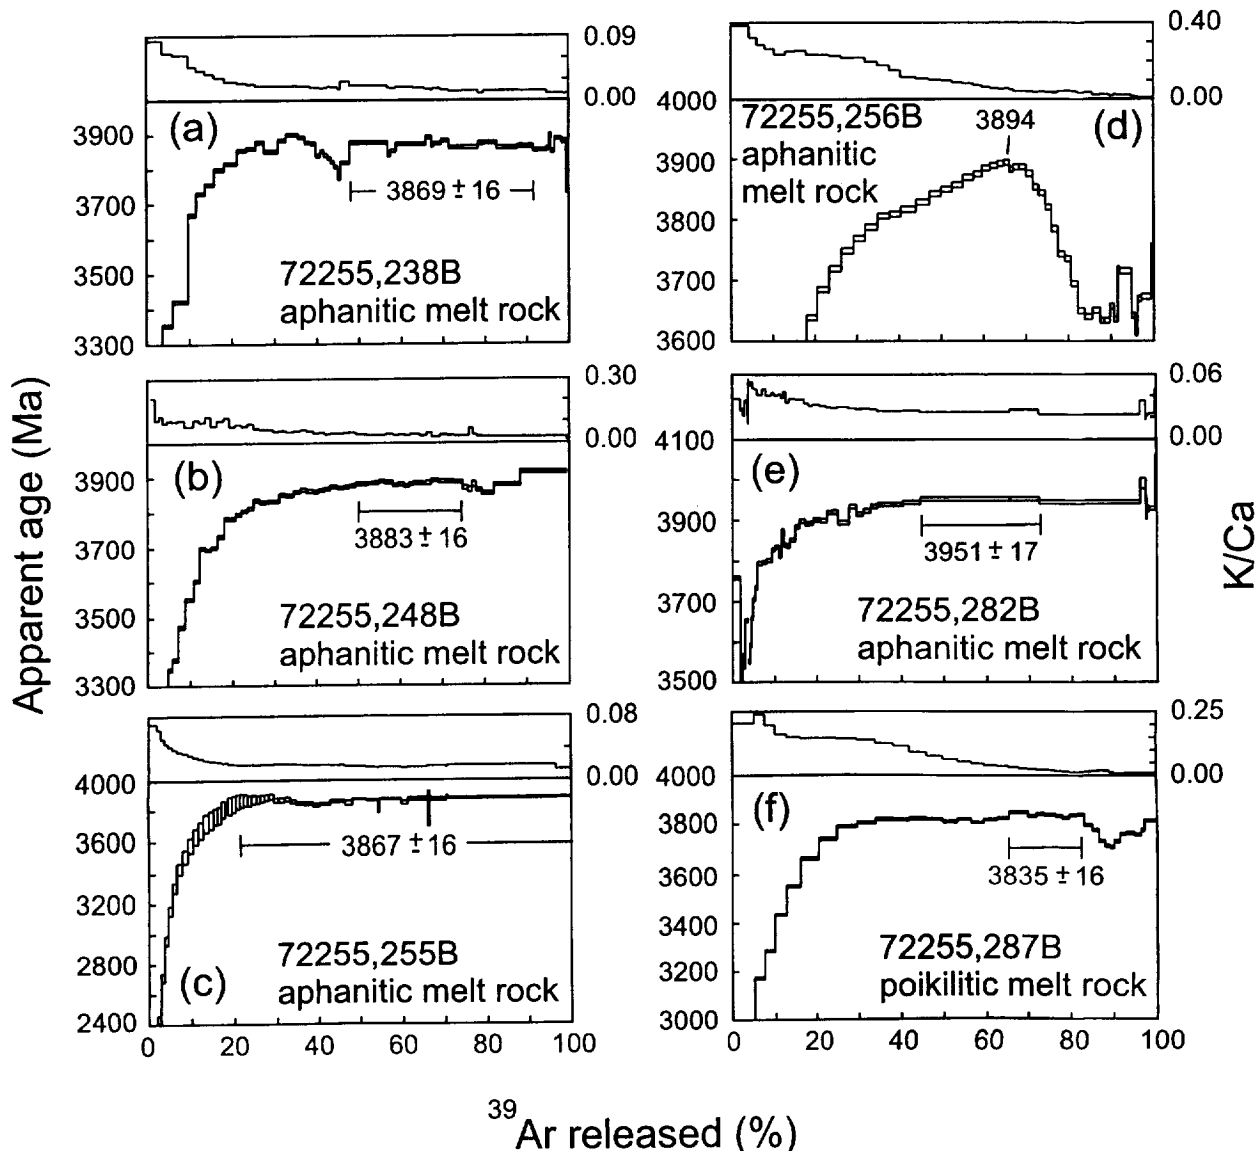 Apparent age (Ma)
K/Ca
39Ar released (%)
0.09
0.00
(a)
3900
3700
3500
3300
3869 ± 16
72255,238B
aphanitic melt rock
0.30
0.00
(b)
3900
3700
3500
3300
3883 ± 16
72255,248B
aphanitic melt rock
0.08
0.00
4000
3600
3200
2800
2400
3867 ± 16
72255,255B
(c)
aphanitic melt rock
0 20 40 60 80 100
0.40
0.00
4000
3900
3800
3700
3600
72255,256B
aphanitic
melt rock
3894
(d)
0.06
0.00
4100
3900
3700
3500
(e)
3951 ± 17
72255,282B
aphanitic melt rock
0.25
0.00
4000
3800
3600
3400
3200
3000
(f)
3835 ± 16
72255,287B
poikilitic melt rock
0 20 40 60 80 100